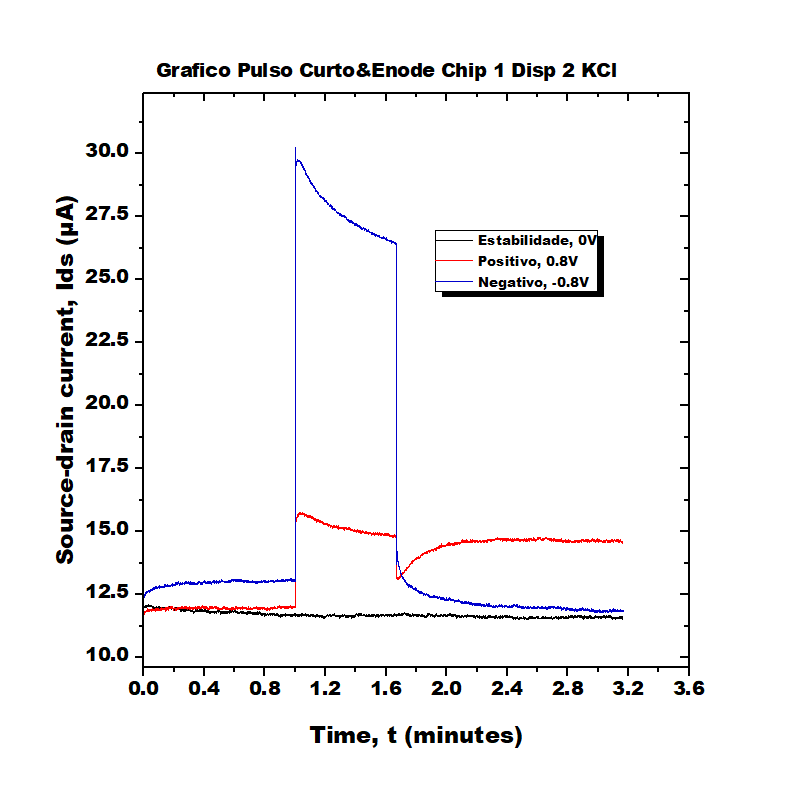 Grafico Pulso Curto&Enode Chip 1 Disp 2 KCl
Source-drain current, Ids (µA)
30.0
27.5
25.0
22.5
20.0
17.5
15.0
12.5
10.0
Estabilidade, 0V
Positivo, 0.8V
Negativo, -0.8V
0.0 0.4 0.8 1.2 1.6 2.0 2.4 2.8 3.2 3.6
Time, t (minutes)